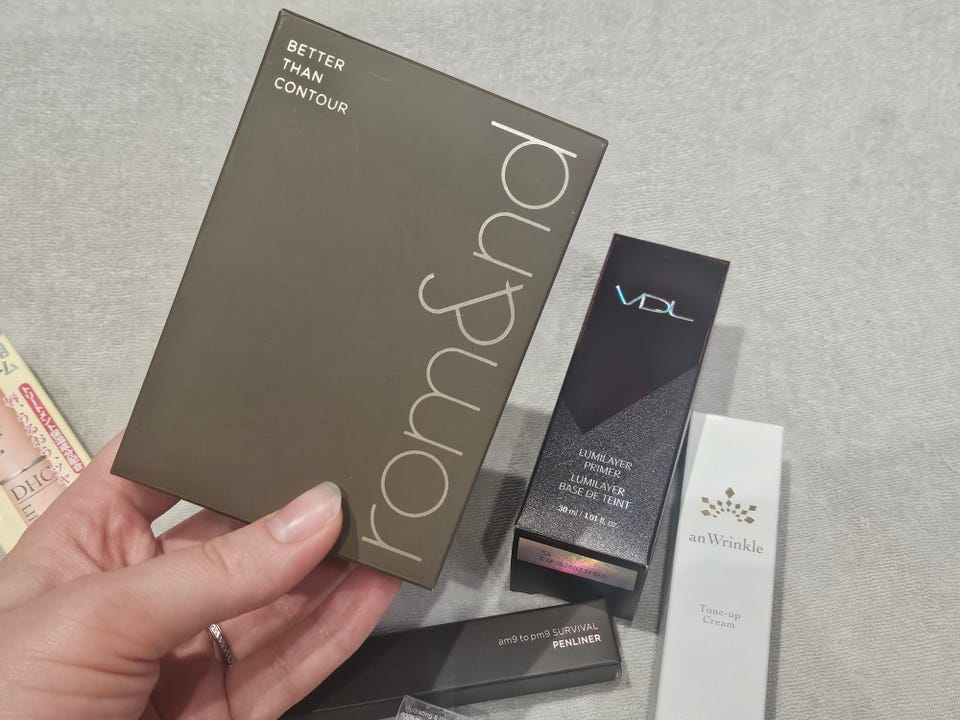 BETTER
THAN
CONTOUR
rom&nd
VDL
LUMILAYER
PRIMER
LUMILAYER
BASE DE TEINT
30 ml / 1.01 fl. oz.
anWrinkle
Tone-up
Cream
am9 to pm9 SURVIVAL
PENLINER
DHC